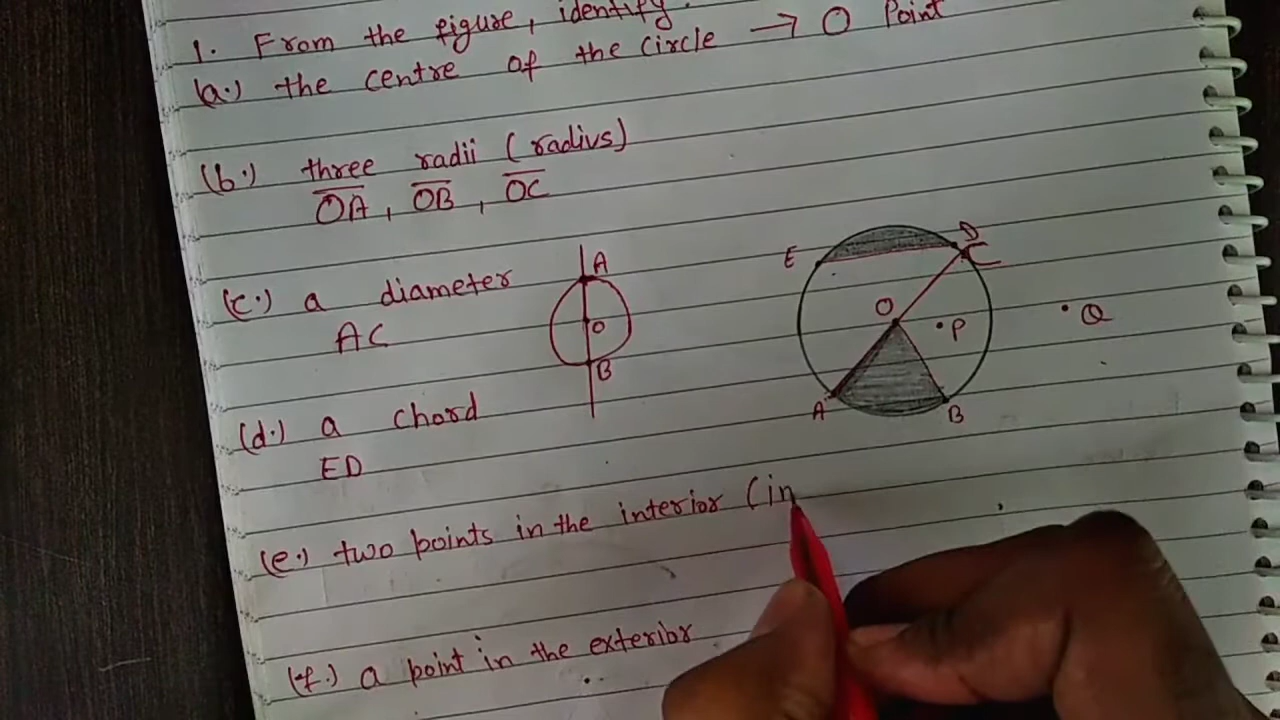 1. From the figure, identify.
(a.) the centre of the circle → O Point
(b.) three radii (radius)
OA, OB, OC
(c.) a diameter
AC
A
O
B
E
D
C
O
P
Q
A
B
(d.) a chord
ED
(e.) two points in the interior (in
(f.) a point in the exterior